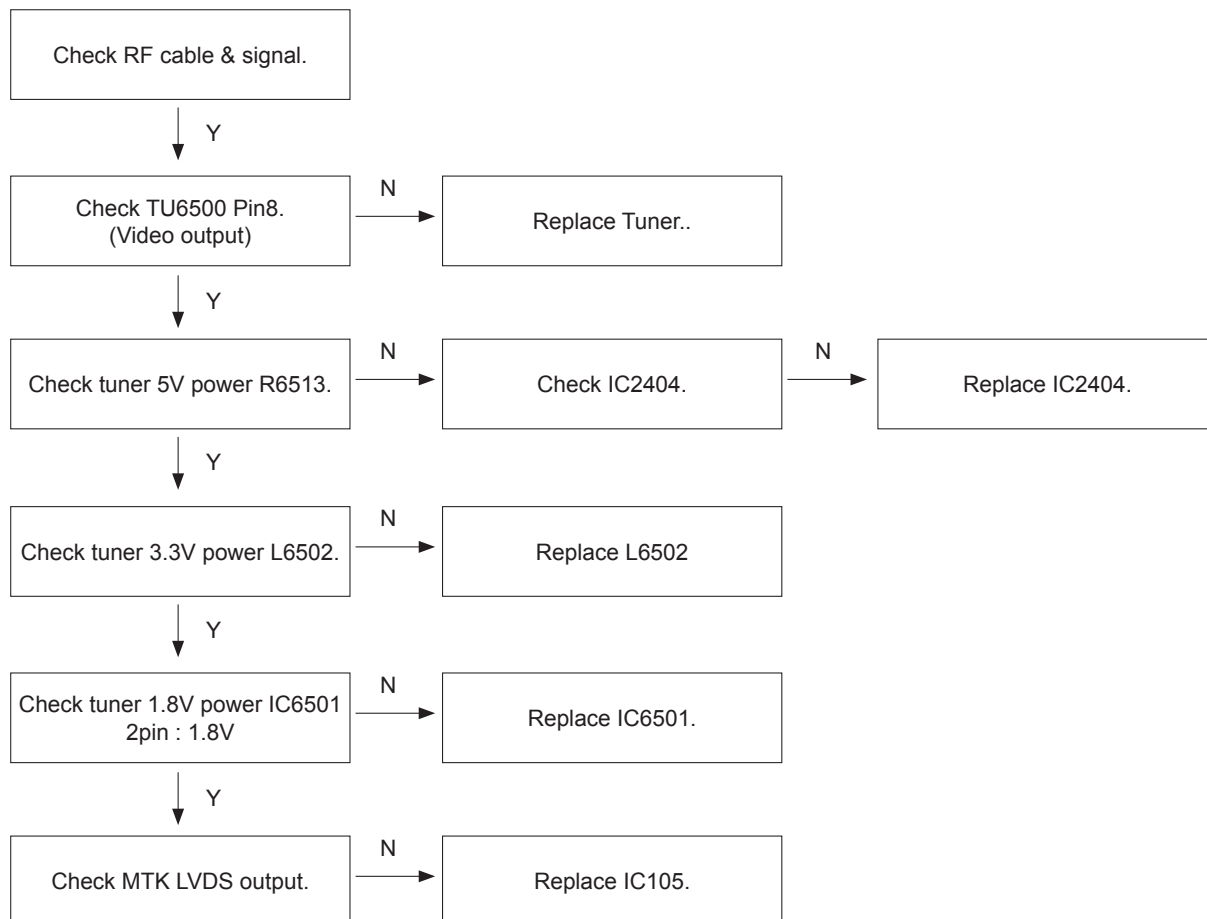 Check RF cable & signal.
Y
Check TU6500 Pin8.
(Video output)
N
Replace Tuner..
Y
Check tuner 5V power R6513.
N
Check IC2404.
N
Replace IC2404.
Y
Check tuner 3.3V power L6502.
N
Replace L6502
Y
Check tuner 1.8V power IC6501
2pin : 1.8V
N
Replace IC6501.
Y
Check MTK LVDS output.
N
Replace IC105.